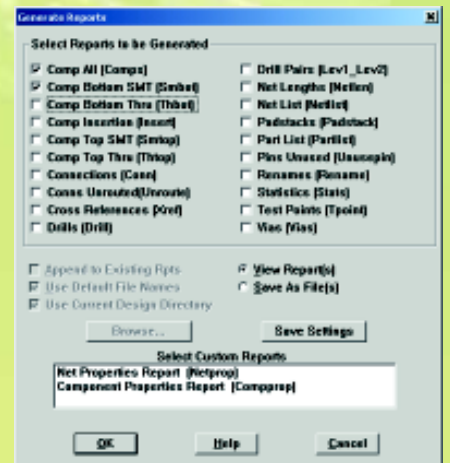 Generate Reports
Select Reports to be Generated
Comp All (Comps)
Comp Bottom SMT (Smbot)
Comp Bottom Thru (Thbot)
Comp Insertion (Insert)
Comp Top SMT (Smtop)
Comp Top Thru (Thtop)
Connections (Conn)
Conns Unrouted(Unroute)
Cross References (Xref)
Drills (Drill)
Drill Pairs (Lev1_Lev2)
Net Lengths (Netlen)
Net List (Netlist)
Padstacks (Padstack)
Part List (Partlist)
Pins Unused (Unusepin)
Renames (Rename)
Statistics (Stats)
Test Points (Tpoint)
Vias (Vias)
Append to Existing Rpts
Use Default File Names
Use Current Design Directory
View Report(s)
Save As File(s)
Browse...
Save Settings
Select Custom Reports
Net Properties Report (Netprop)
Component Properties Report (Compprop)
OK
Help
Cancel